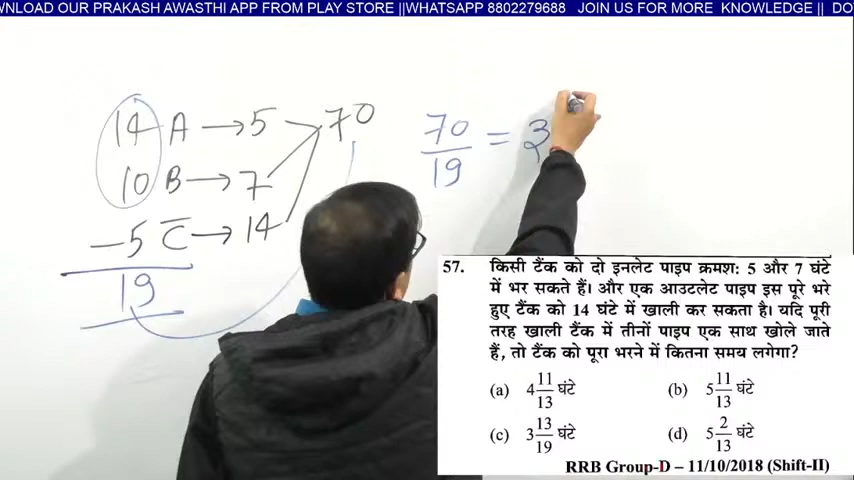 WNLOAD OUR PRAKASH AWASTHI APP FROM PLAY STORE ||WHATSAPP 8802279688 JOIN US FOR MORE KNOWLEDGE || DO
14 A → 5 70
10 B → 7
-5 C̅ → 14
19
70/19 = 3
57. किसी टैंक को दो इनलेट पाइप क्रमश: 5 और 7 घंटे
में भर सकते हैं। और एक आउटलेट पाइप इस पूरे भरे
हुए टैंक को 14 घंटे में खाली कर सकता है। यदि पूरी
तरह खाली टैंक में तीनों पाइप एक साथ खोले जाते
हैं, तो टैंक को पूरा भरने में कितना समय लगेगा?
(a) 4 11/13 घंटे (b) 5 11/13 घंटे
(c) 3 13/19 घंटे (d) 5 2/13 घंटे
RRB Group-D – 11/10/2018 (Shift-II)